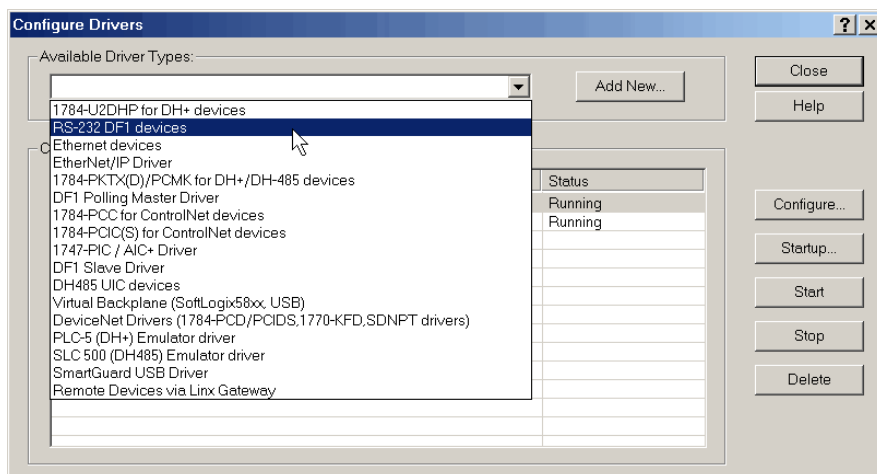 Configure Drivers
Available Driver Types:
Add New...
Close
Help
1784-U2DHP for DH+ devices
RS-232 DF1 devices
Ethernet devices
EtherNet/IP Driver
1784-PKTX(D)/PCMK for DH+/DH-485 devices
DF1 Polling Master Driver
1784-PCC for ControlNet devices
1784-PCIC(S) for ControlNet devices
1747-PIC / AIC+ Driver
DF1 Slave Driver
DH485 UIC devices
Virtual Backplane (SoftLogix58xx, USB)
DeviceNet Drivers (1784-PCD/PCIDS,1770-KFD,SDNPT drivers)
PLC-5 (DH+) Emulator driver
SLC 500 (DH485) Emulator driver
SmartGuard USB Driver
Remote Devices via Linx Gateway
Status
Running
Running
Configure...
Startup...
Start
Stop
Delete